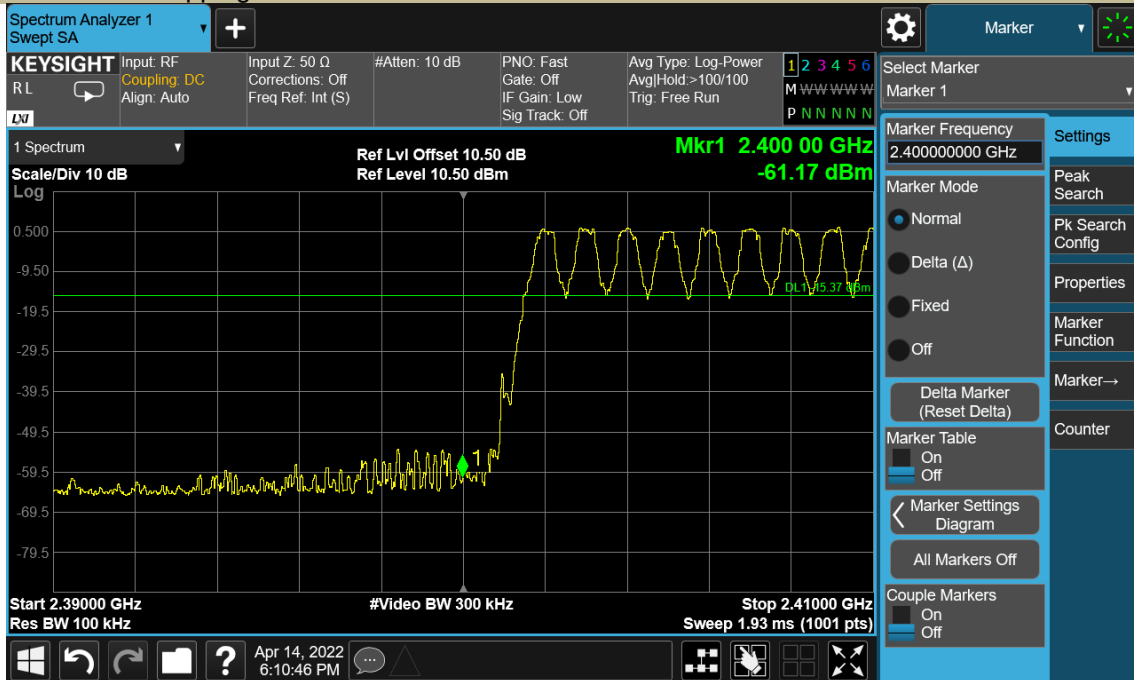 Spectrum Analyzer 1
Swept SA
Marker
KEYSIGHT
R L
LXI
Input: RF
Coupling: DC
Align: Auto
Input Z: 50 Ω
Corrections: Off
Freq Ref: Int (S)
#Atten: 10 dB
PNO: Fast
Gate: Off
IF Gain: Low
Sig Track: Off
Avg Type: Log-Power
Avg|Hold:>100/100
Trig: Free Run
1 2 3 4 5 6
M W W W W W
P N N N N N
1 Spectrum
Scale/Div 10 dB
Log
Ref Lvl Offset 10.50 dB
Ref Level 10.50 dBm
Mkr1 2.400 00 GHz
-61.17 dBm
0.500
-9.50
-19.5
-29.5
-39.5
-49.5
-59.5
-69.5
-79.5
DL1 -15.37 dBm
1
Start 2.39000 GHz
#Video BW 300 kHz
Stop 2.41000 GHz
Res BW 100 kHz
Sweep 1.93 ms (1001 pts)
Select Marker
Marker 1
Marker Frequency
2.400000000 GHz
Marker Mode
Normal
Delta (Δ)
Fixed
Off
Delta Marker
(Reset Delta)
Marker Table
On
Off
Marker Settings
Diagram
All Markers Off
Couple Markers
On
Off
Settings
Peak
Search
Pk Search
Config
Properties
Marker
Function
Marker→
Counter
?
Apr 14, 2022
6:10:46 PM